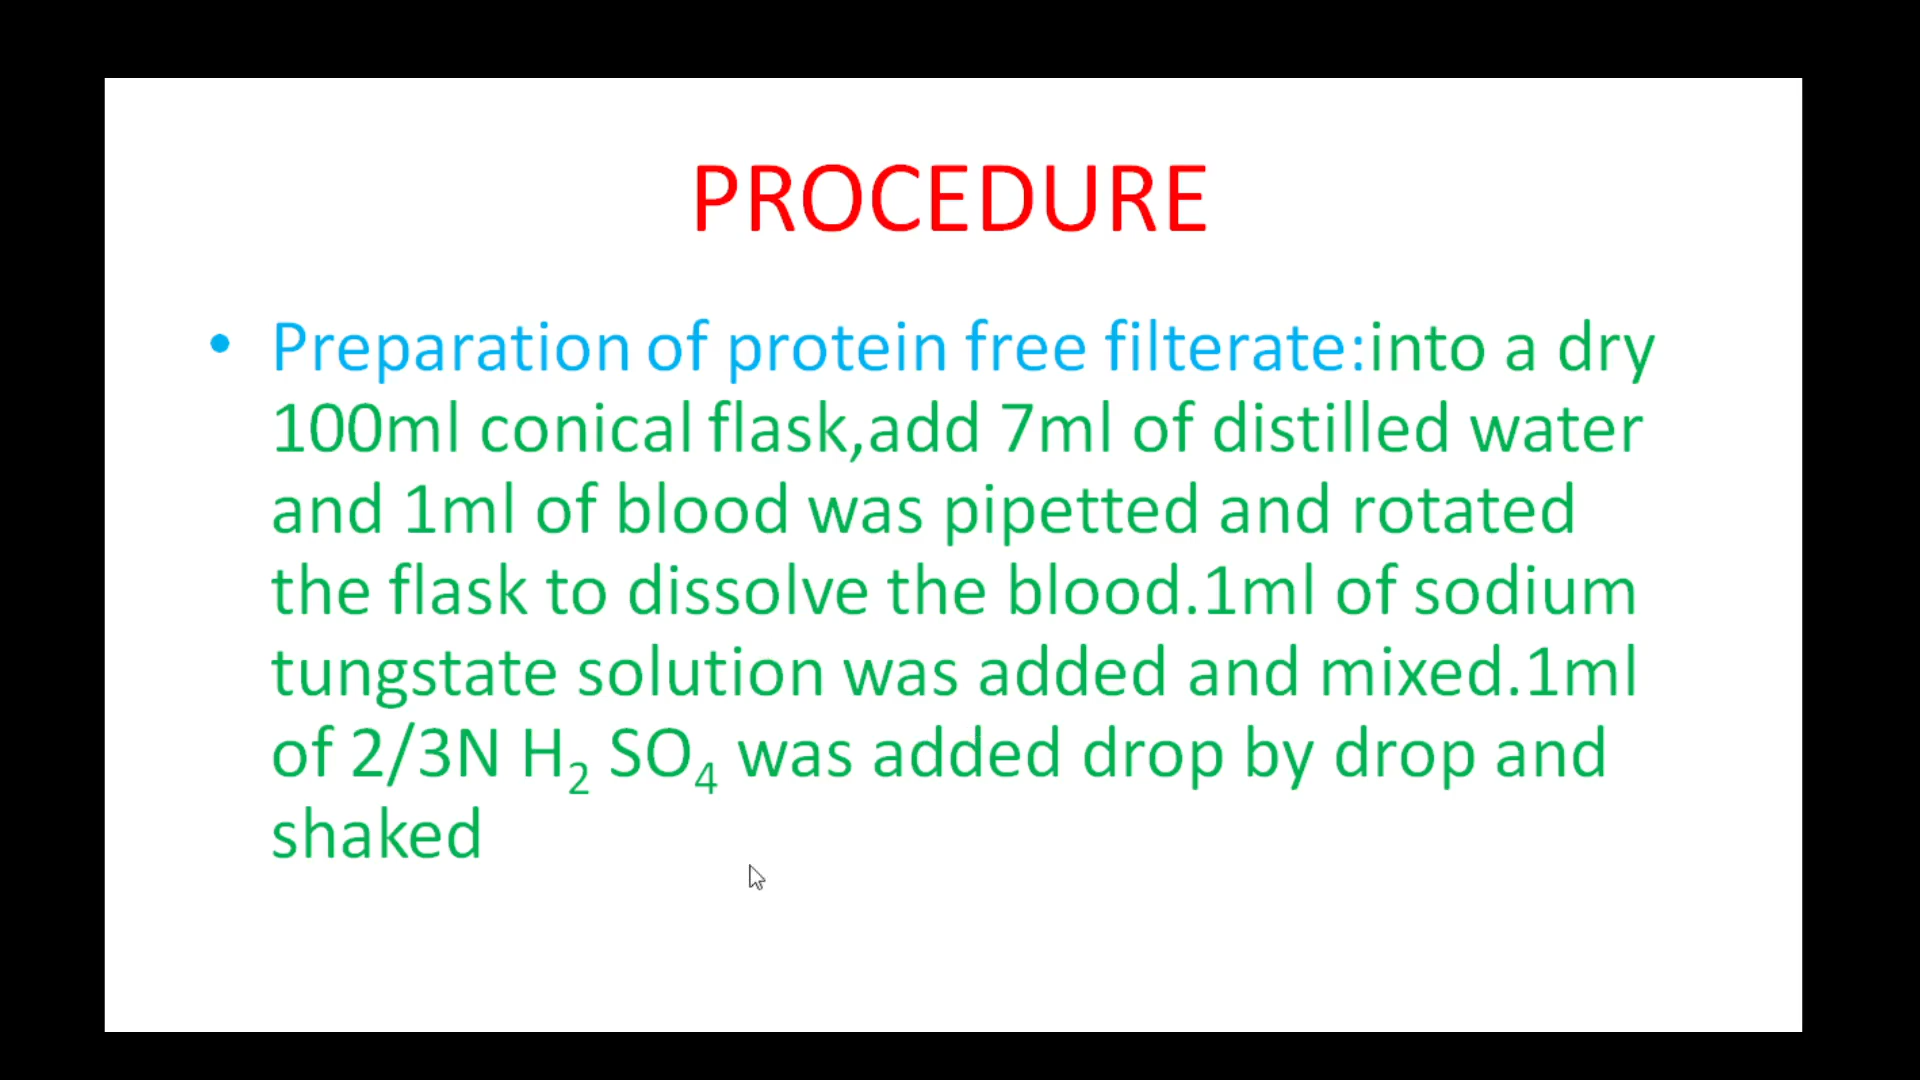 PROCEDURE
• Preparation of protein free filterate:into a dry
100ml conical flask,add 7ml of distilled water
and 1ml of blood was pipetted and rotated
the flask to dissolve the blood.1ml of sodium
tungstate solution was added and mixed.1ml
of 2/3N H₂ SO₄ was added drop by drop and
shaked